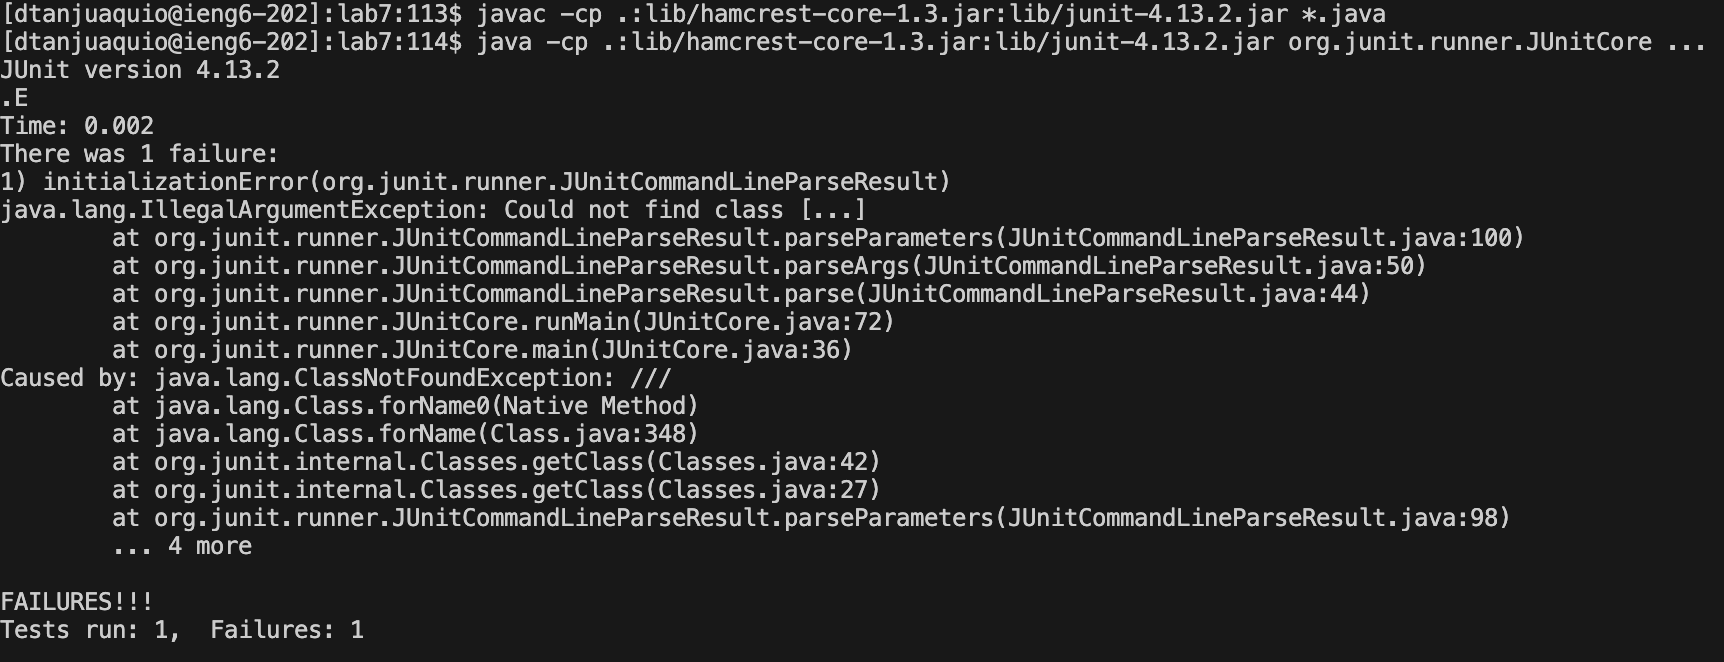 [dtanjuaquio@ieng6-202]:lab7:113$ javac -cp .:lib/hamcrest-core-1.3.jar:lib/junit-4.13.2.jar *.java
[dtanjuaquio@ieng6-202]:lab7:114$ java -cp .:lib/hamcrest-core-1.3.jar:lib/junit-4.13.2.jar org.junit.runner.JUnitCore ...
JUnit version 4.13.2
.E
Time: 0.002
There was 1 failure:
1) initializationError(org.junit.runner.JUnitCommandLineParseResult)
java.lang.IllegalArgumentException: Could not find class [...]
        at org.junit.runner.JUnitCommandLineParseResult.parseParameters(JUnitCommandLineParseResult.java:100)
        at org.junit.runner.JUnitCommandLineParseResult.parseArgs(JUnitCommandLineParseResult.java:50)
        at org.junit.runner.JUnitCommandLineParseResult.parse(JUnitCommandLineParseResult.java:44)
        at org.junit.runner.JUnitCore.runMain(JUnitCore.java:72)
        at org.junit.runner.JUnitCore.main(JUnitCore.java:36)
Caused by: java.lang.ClassNotFoundException: ///
        at java.lang.Class.forName0(Native Method)
        at java.lang.Class.forName(Class.java:348)
        at org.junit.internal.Classes.getClass(Classes.java:42)
        at org.junit.internal.Classes.getClass(Classes.java:27)
        at org.junit.runner.JUnitCommandLineParseResult.parseParameters(JUnitCommandLineParseResult.java:98)
        ... 4 more

FAILURES!!!
Tests run: 1,  Failures: 1